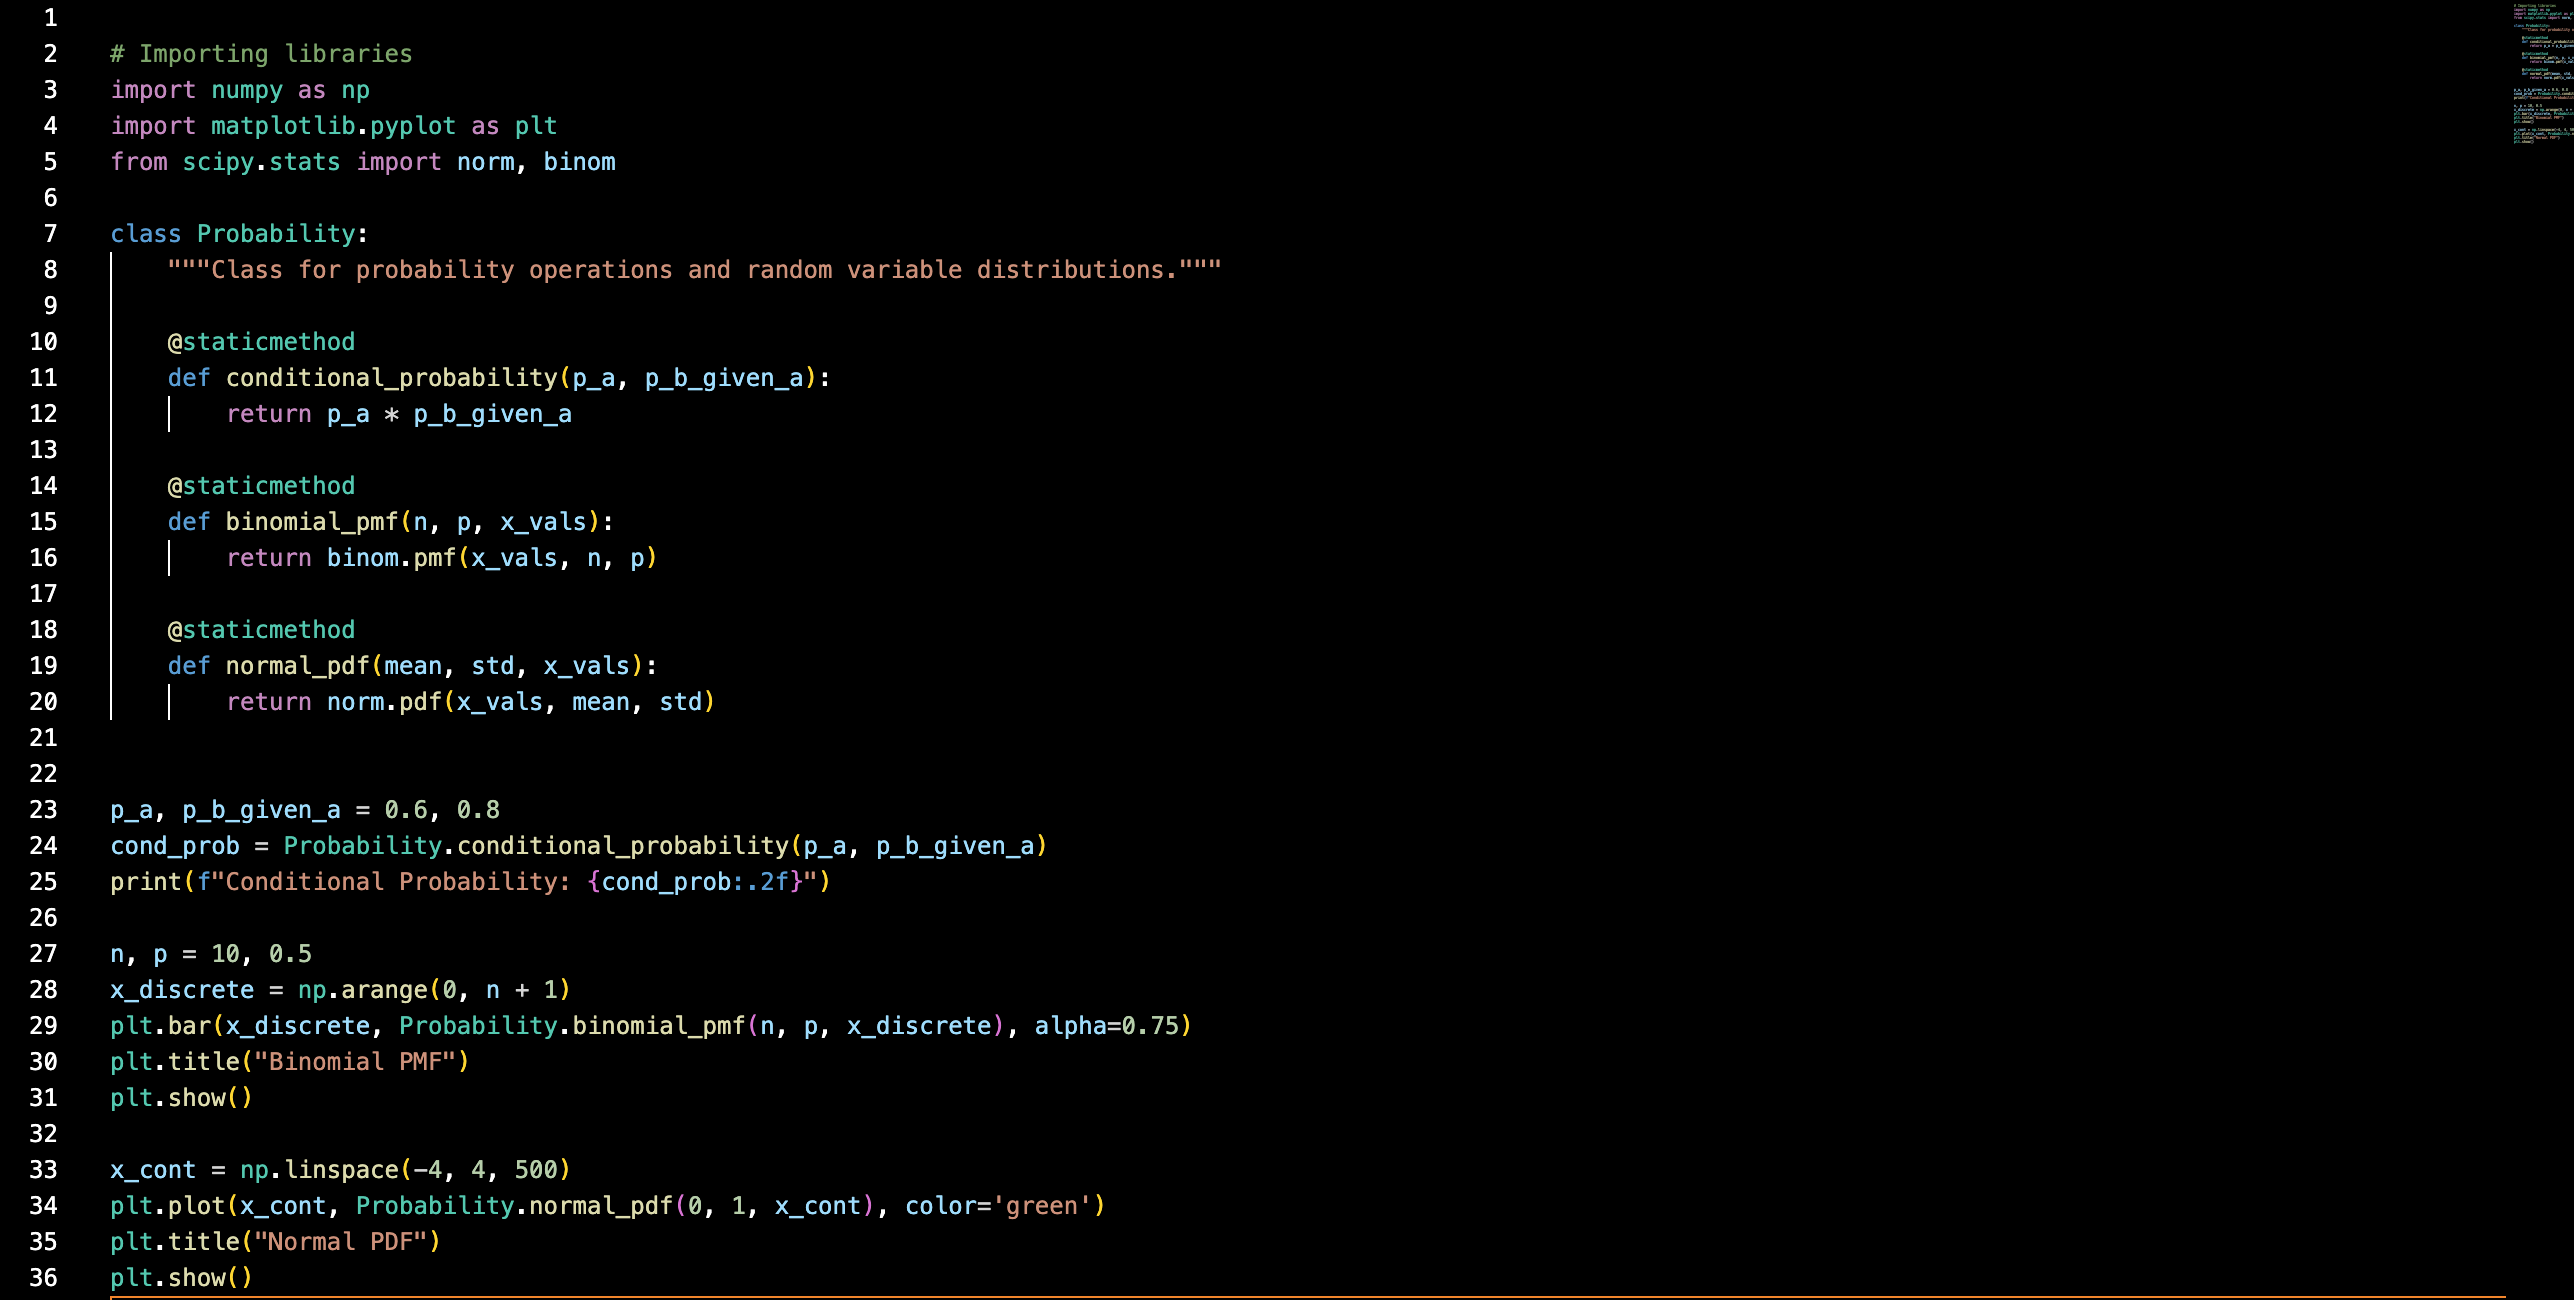 1
2 # Importing libraries
3 import numpy as np
4 import matplotlib.pyplot as plt
5 from scipy.stats import norm, binom
6
7 class Probability:
8     """Class for probability operations and random variable distributions."""
9
10     @staticmethod
11     def conditional_probability(p_a, p_b_given_a):
12         return p_a * p_b_given_a
13
14     @staticmethod
15     def binomial_pmf(n, p, x_vals):
16         return binom.pmf(x_vals, n, p)
17
18     @staticmethod
19     def normal_pdf(mean, std, x_vals):
20         return norm.pdf(x_vals, mean, std)
21
22
23 p_a, p_b_given_a = 0.6, 0.8
24 cond_prob = Probability.conditional_probability(p_a, p_b_given_a)
25 print(f"Conditional Probability: {cond_prob:.2f}")
26
27 n, p = 10, 0.5
28 x_discrete = np.arange(0, n + 1)
29 plt.bar(x_discrete, Probability.binomial_pmf(n, p, x_discrete), alpha=0.75)
30 plt.title("Binomial PMF")
31 plt.show()
32
33 x_cont = np.linspace(-4, 4, 500)
34 plt.plot(x_cont, Probability.normal_pdf(0, 1, x_cont), color='green')
35 plt.title("Normal PDF")
36 plt.show()